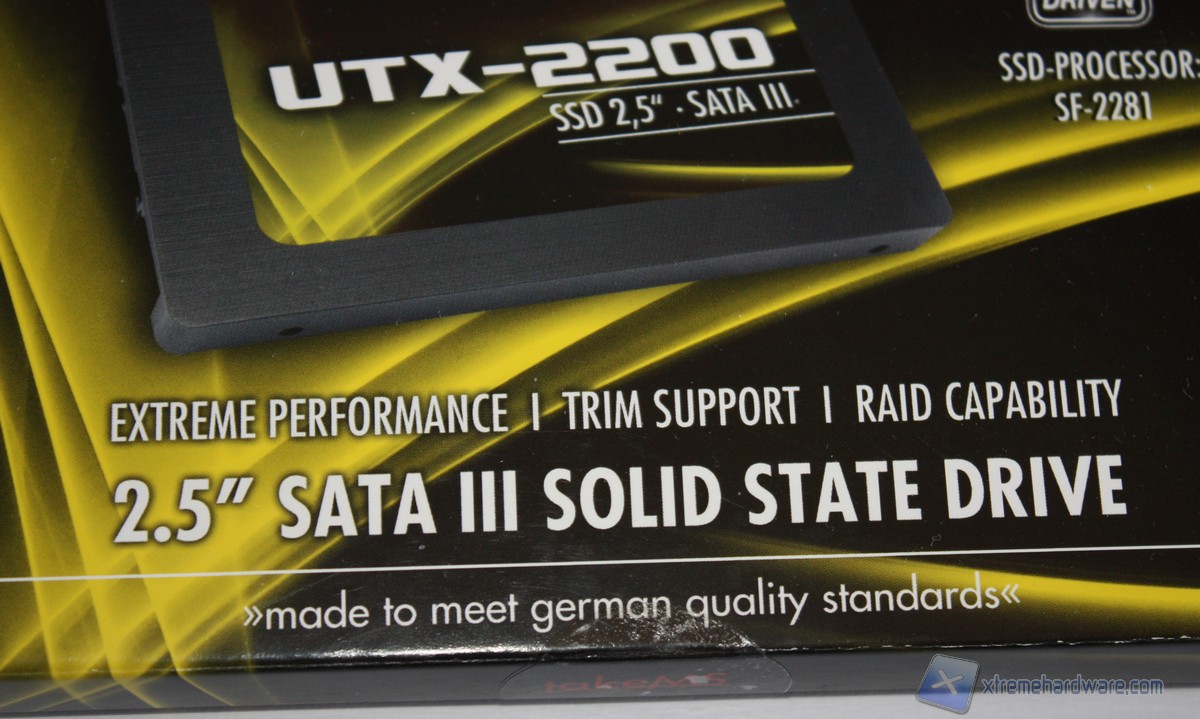 DRIVEN
UTX-2200
SSD 2,5" · SATA III·
SSD-PROCESSOR:
SF-2281
EXTREME PERFORMANCE | TRIM SUPPORT | RAID CAPABILITY
2.5" SATA III SOLID STATE DRIVE
»made to meet german quality standards«
takeMS
xtremehardware.com